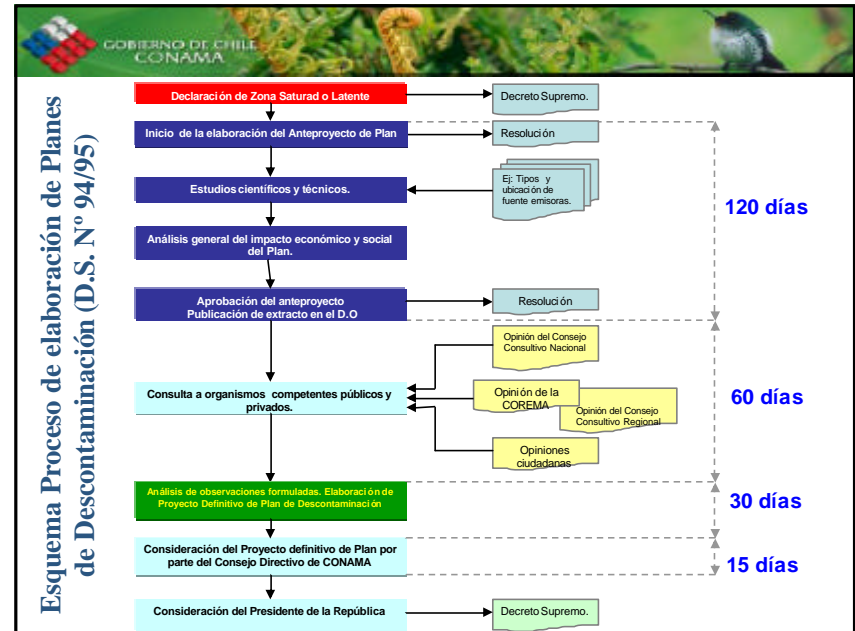 GOBIERNO DE CHILE
CONAMA
Esquema Proceso de elaboración de Planes
de Descontaminación (D.S. Nº 94/95)
Declaración de Zona Saturad o Latente
Decreto Supremo.
Inicio de la elaboración del Anteproyecto de Plan
Resolución
Estudios científicos y técnicos.
Ej: Tipos y
ubicación de
fuente emisoras.
120 días
Análisis general del impacto económico y social
del Plan.
Aprobación del anteproyecto
Publicación de extracto en el D.O
Resolución
Opinión del Consejo
Consultivo Nacional
Consulta a organismos competentes públicos y
privados.
Opinión de la
COREMA
Opinión del Consejo
Consultivo Regional
60 días
Opiniones
ciudadanas
Análisis de observaciones formuladas. Elaboración de
Proyecto Definitivo de Plan de Descontaminación
30 días
Consideración del Proyecto definitivo de Plan por
parte del Consejo Directivo de CONAMA
15 días
Consideración del Presidente de la República
Decreto Supremo.